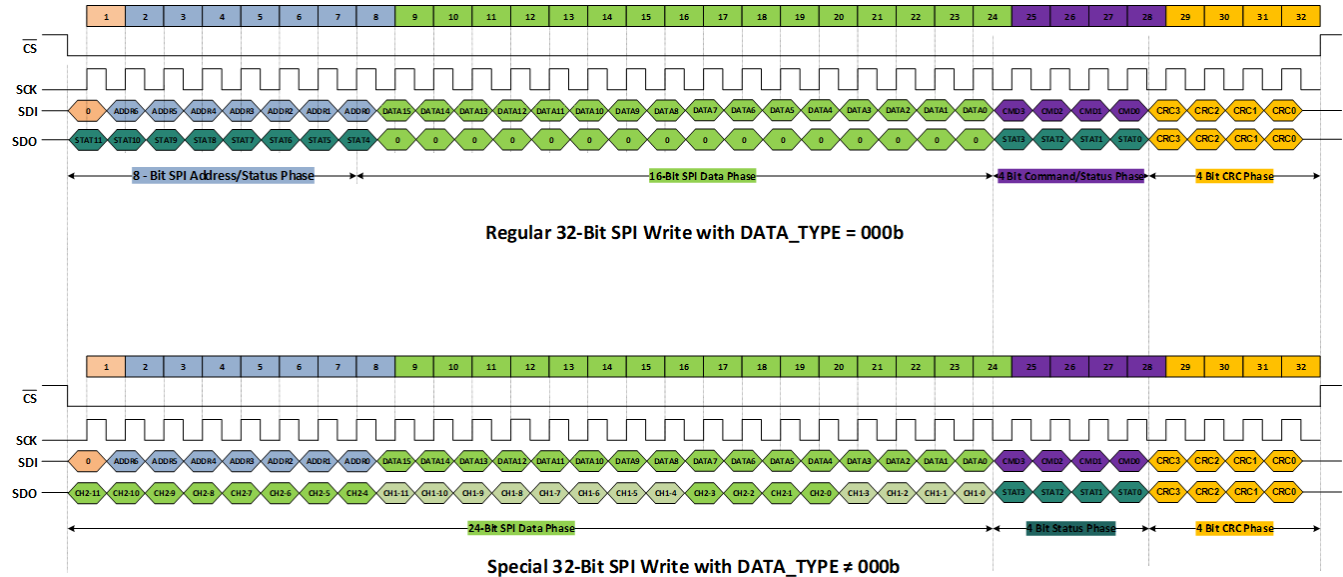 1 2 3 4 5 6 7 8 9 10 11 12 13 14 15 16 17 18 19 20 21 22 23 24 25 26 27 28 29 30 31 32
CS
SCK
SDI 0 ADDR6 ADDR5 ADDR4 ADDR3 ADDR2 ADDR1 ADDR0 DATA15 DATA14 DATA13 DATA12 DATA11 DATA10 DATA9 DATA8 DATA7 DATA6 DATA5 DATA4 DATA3 DATA2 DATA1 DATA0 CMD3 CMD2 CMD1 CMD0 CRC3 CRC2 CRC1 CRC0
SDO STAT11 STAT10 STAT9 STAT8 STAT7 STAT6 STAT5 STAT4 0 0 0 0 0 0 0 0 0 0 0 0 0 0 0 0 STAT3 STAT2 STAT1 STAT0 CRC3 CRC2 CRC1 CRC0
8 - Bit SPI Address/Status Phase 16-Bit SPI Data Phase 4 Bit Command/Status Phase 4 Bit CRC Phase
Regular 32-Bit SPI Write with DATA_TYPE = 000b
1 2 3 4 5 6 7 8 9 10 11 12 13 14 15 16 17 18 19 20 21 22 23 24 25 26 27 28 29 30 31 32
CS
SCK
SDI 0 ADDR6 ADDR5 ADDR4 ADDR3 ADDR2 ADDR1 ADDR0 DATA15 DATA14 DATA13 DATA12 DATA11 DATA10 DATA9 DATA8 DATA7 DATA6 DATA5 DATA4 DATA3 DATA2 DATA1 DATA0 CMD3 CMD2 CMD1 CMD0 CRC3 CRC2 CRC1 CRC0
SDO CH2-11 CH2-10 CH2-9 CH2-8 CH2-7 CH2-6 CH2-5 CH2-4 CH1-11 CH1-10 CH1-9 CH1-8 CH1-7 CH1-6 CH1-5 CH1-4 CH2-3 CH2-2 CH2-1 CH2-0 CH1-3 CH1-2 CH1-1 CH1-0 STAT3 STAT2 STAT1 STAT0 CRC3 CRC2 CRC1 CRC0
24-Bit SPI Data Phase 4 Bit Status Phase 4 Bit CRC Phase
Special 32-Bit SPI Write with DATA_TYPE ≠ 000b